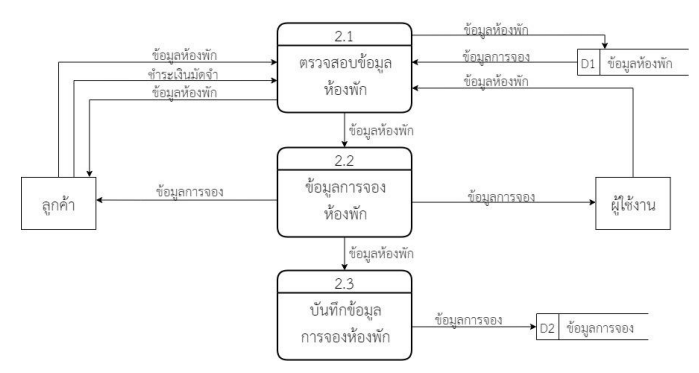 2.1
ตรวจสอบข้อมูล
ห้องพัก
ข้อมูลห้องพัก
ชำระเงินมัดจำ
ข้อมูลห้องพัก
ข้อมูลห้องพัก
ข้อมูลการจอง
ข้อมูลห้องพัก
D1 ข้อมูลห้องพัก
ข้อมูลห้องพัก
2.2
ข้อมูลการจอง
ห้องพัก
ลูกค้า
ข้อมูลการจอง
ข้อมูลการจอง
ผู้ใช้งาน
ข้อมูลห้องพัก
2.3
บันทึกข้อมูล
การจองห้องพัก
ข้อมูลการจอง
D2 ข้อมูลการจอง